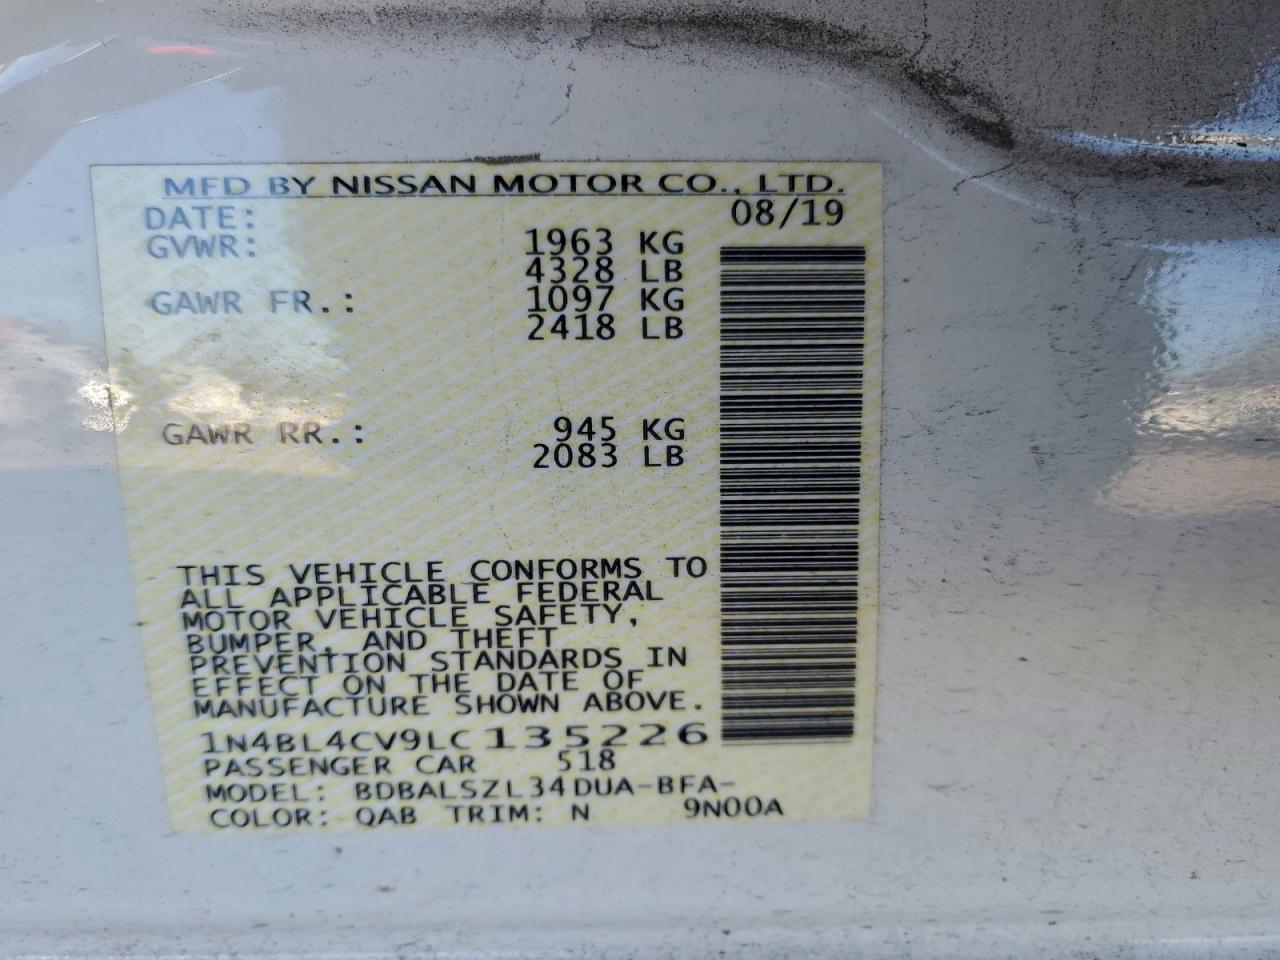 MFD BY NISSAN MOTOR CO., LTD.
DATE: 08/19
GVWR: 1963 KG
4328 LB
GAWR FR.: 1097 KG
2418 LB
GAWR RR.: 945 KG
2083 LB
THIS VEHICLE CONFORMS TO
ALL APPLICABLE FEDERAL
MOTOR VEHICLE SAFETY,
BUMPER, AND THEFT
PREVENTION STANDARDS IN
EFFECT ON THE DATE OF
MANUFACTURE SHOWN ABOVE.
1N4BL4CV9LC135226
PASSENGER CAR 518
MODEL: BDBALSZL34DUA-BFA-
COLOR: QAB TRIM: N 9N00A